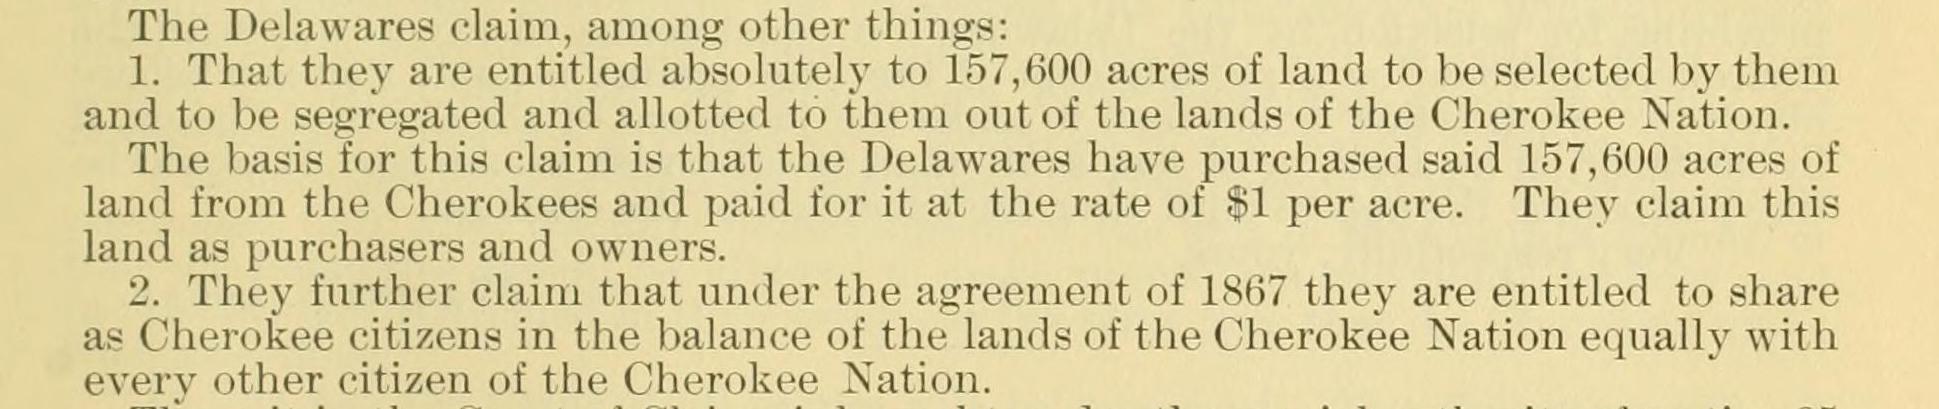 The Delawares claim, among other things:
1. That they are entitled absolutely to 157,600 acres of land to be selected by them
and to be segregated and allotted to them out of the lands of the Cherokee Nation.
The basis for this claim is that the Delawares have purchased said 157,600 acres of
land from the Cherokees and paid for it at the rate of $1 per acre. They claim this
land as purchasers and owners.
2. They further claim that under the agreement of 1867 they are entitled to share
as Cherokee citizens in the balance of the lands of the Cherokee Nation equally with
every other citizen of the Cherokee Nation.